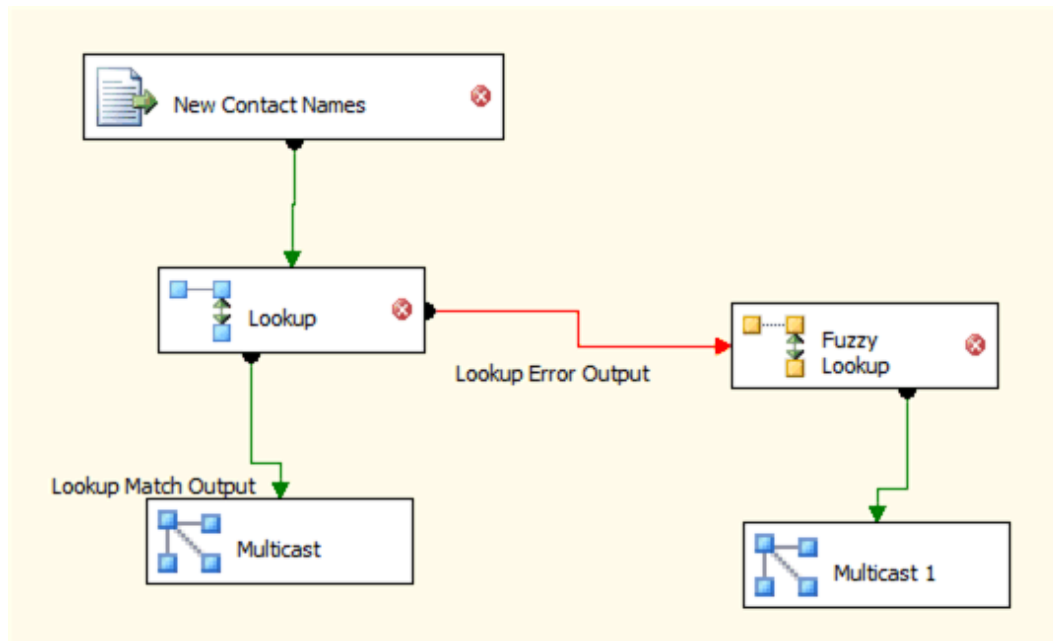 New Contact Names
Lookup
Lookup Error Output
Fuzzy
Lookup
Lookup Match Output
Multicast
Multicast 1